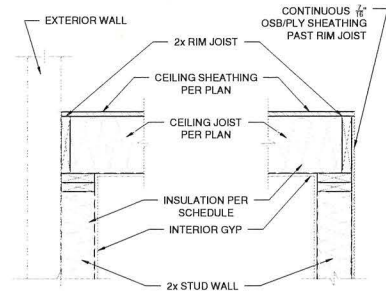 EXTERIOR WALL
CONTINUOUS 7/16"
OSB/PLY SHEATHING
PAST RIM JOIST
2x RIM JOIST
CEILING SHEATHING
PER PLAN
CEILING JOIST
PER PLAN
INSULATION PER
SCHEDULE
INTERIOR GYP
2x STUD WALL